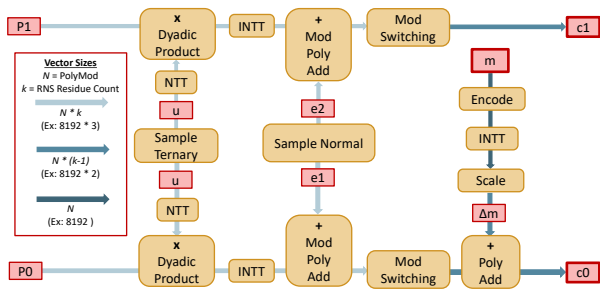 P1
x
Dyadic
Product
INTT
+
Mod
Poly
Add
Mod
Switching
c1
Vector Sizes
N = PolyMod
k = RNS Residue Count
N * k
(Ex: 8192 * 3)
N * (k-1)
(Ex: 8192 * 2)
N
(Ex: 8192 )
NTT
u
Sample
Ternary
u
NTT
e2
Sample Normal
e1
m
Encode
INTT
Scale
Δm
P0
x
Dyadic
Product
INTT
+
Mod
Poly
Add
Mod
Switching
+
Poly
Add
c0